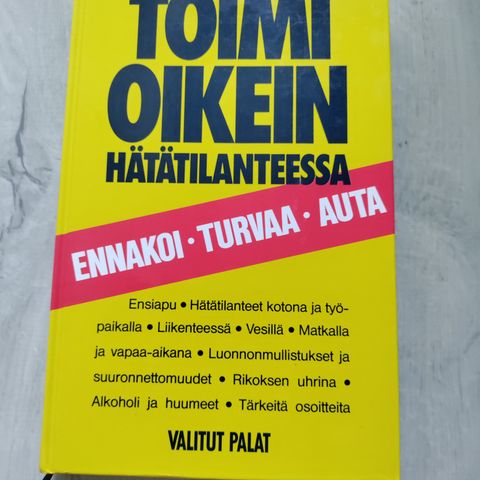 TOIMI
OIKEIN
HÄTÄTILANTEESSA
ENNAKOI · TURVAA · AUTA
Ensiapu • Hätätilanteet kotona ja työ-
paikalla • Liikenteessä • Vesillä • Matkalla
ja vapaa-aikana • Luonnonmullistukset ja
suuronnettomuudet • Rikoksen uhrina •
Alkoholi ja huumeet • Tärkeitä osoitteita
VALITUT PALAT